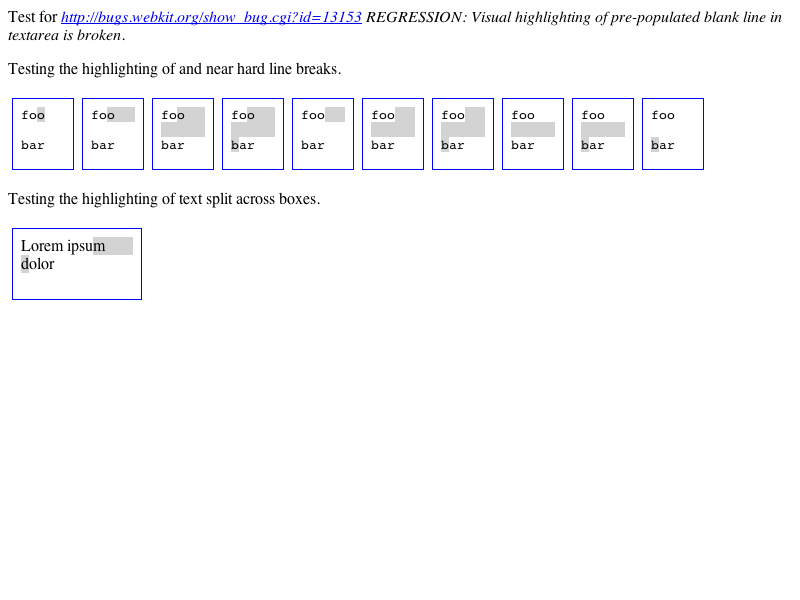 Test for http://bugs.webkit.org/show_bug.cgi?id=13153 REGRESSION: Visual highlighting of pre-populated blank line in
textarea is broken.
Testing the highlighting of and near hard line breaks.
foo foo foo foo foo foo foo foo foo foo
bar bar bar bar bar bar bar bar bar bar
Testing the highlighting of text split across boxes.
Lorem ipsum
dolor